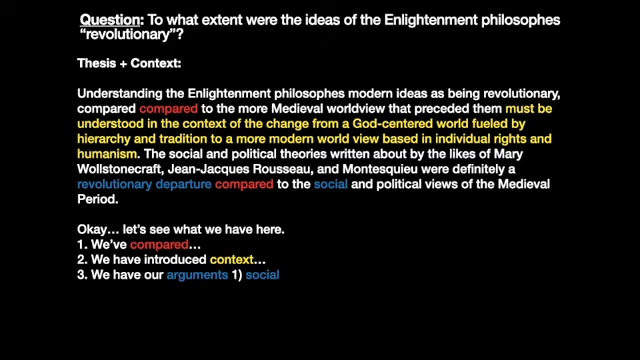 Question: To what extent were the ideas of the Enlightenment philosophes
“revolutionary”?
Thesis + Context:
Understanding the Enlightenment philosophes modern ideas as being revolutionary,
compared compared to the more Medieval worldview that preceded them must be
understood in the context of the change from a God-centered world fueled by
hierarchy and tradition to a more modern world view based in individual rights and
humanism. The social and political theories written about by the likes of Mary
Wollstonecraft, Jean-Jacques Rousseau, and Montesquieu were definitely a
revolutionary departure compared to the social and political views of the Medieval
Period.
Okay… let’s see what we have here.
1. We’ve compared…
2. We have introduced context…
3. We have our arguments 1) social